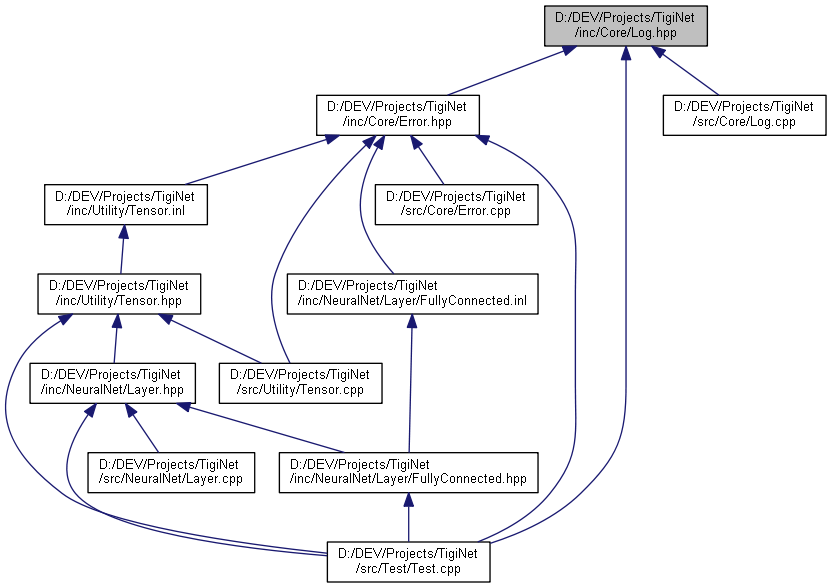 D:/DEV/Projects/TigiNet
/inc/Core/Log.hpp
D:/DEV/Projects/TigiNet
/inc/Core/Error.hpp
D:/DEV/Projects/TigiNet
/src/Core/Log.cpp
D:/DEV/Projects/TigiNet
/inc/Utility/Tensor.inl
D:/DEV/Projects/TigiNet
/src/Core/Error.cpp
D:/DEV/Projects/TigiNet
/inc/Utility/Tensor.hpp
D:/DEV/Projects/TigiNet
/inc/NeuralNet/Layer/FullyConnected.inl
D:/DEV/Projects/TigiNet
/inc/NeuralNet/Layer.hpp
D:/DEV/Projects/TigiNet
/src/Utility/Tensor.cpp
D:/DEV/Projects/TigiNet
/src/NeuralNet/Layer.cpp
D:/DEV/Projects/TigiNet
/inc/NeuralNet/Layer/FullyConnected.hpp
D:/DEV/Projects/TigiNet
/src/Test/Test.cpp